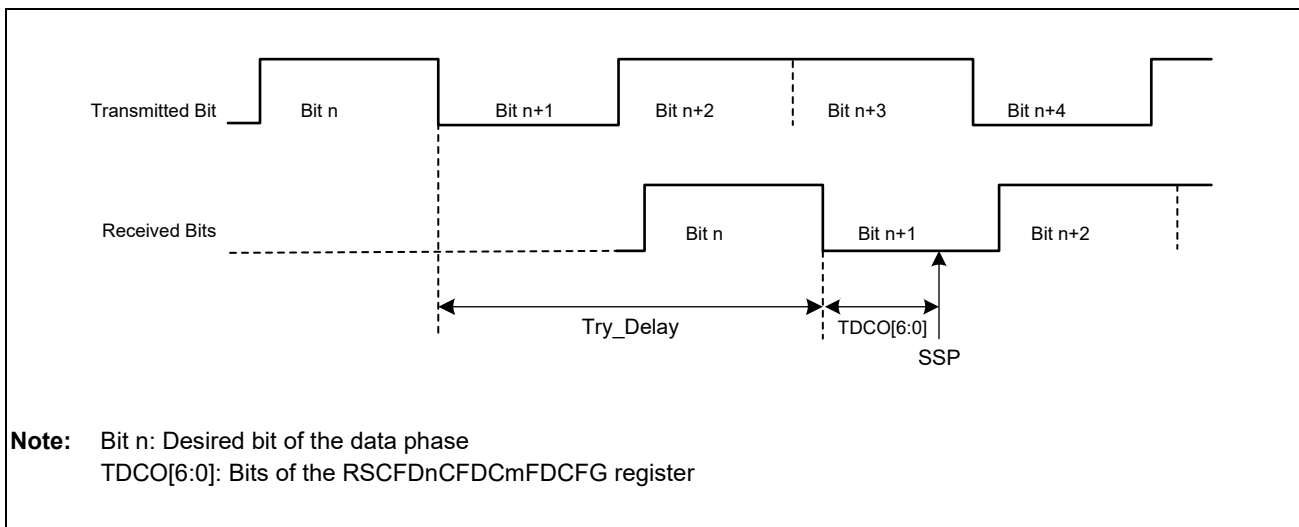 Transmitted Bit Bit n Bit n+1 Bit n+2 Bit n+3 Bit n+4
Received Bits Bit n Bit n+1 Bit n+2
Try_Delay TDCO[6:0]
SSP
Note: Bit n: Desired bit of the data phase
TDCO[6:0]: Bits of the RSCFDnCFDCmFDCFG register